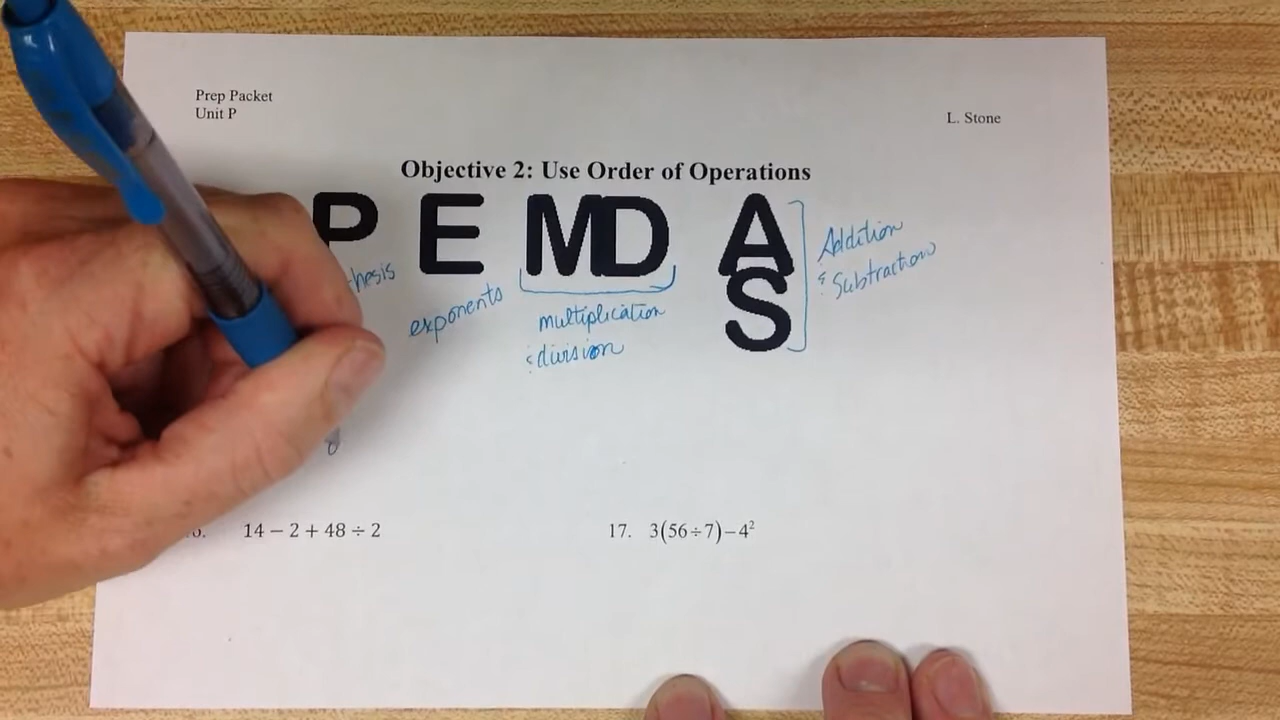 Prep Packet
Unit P
L. Stone
Objective 2: Use Order of Operations
P E MD A
S
exponents
multiplication
& division
Addition
& Subtraction
14 − 2 + 48 ÷ 2
17. 3(56÷7)−4²